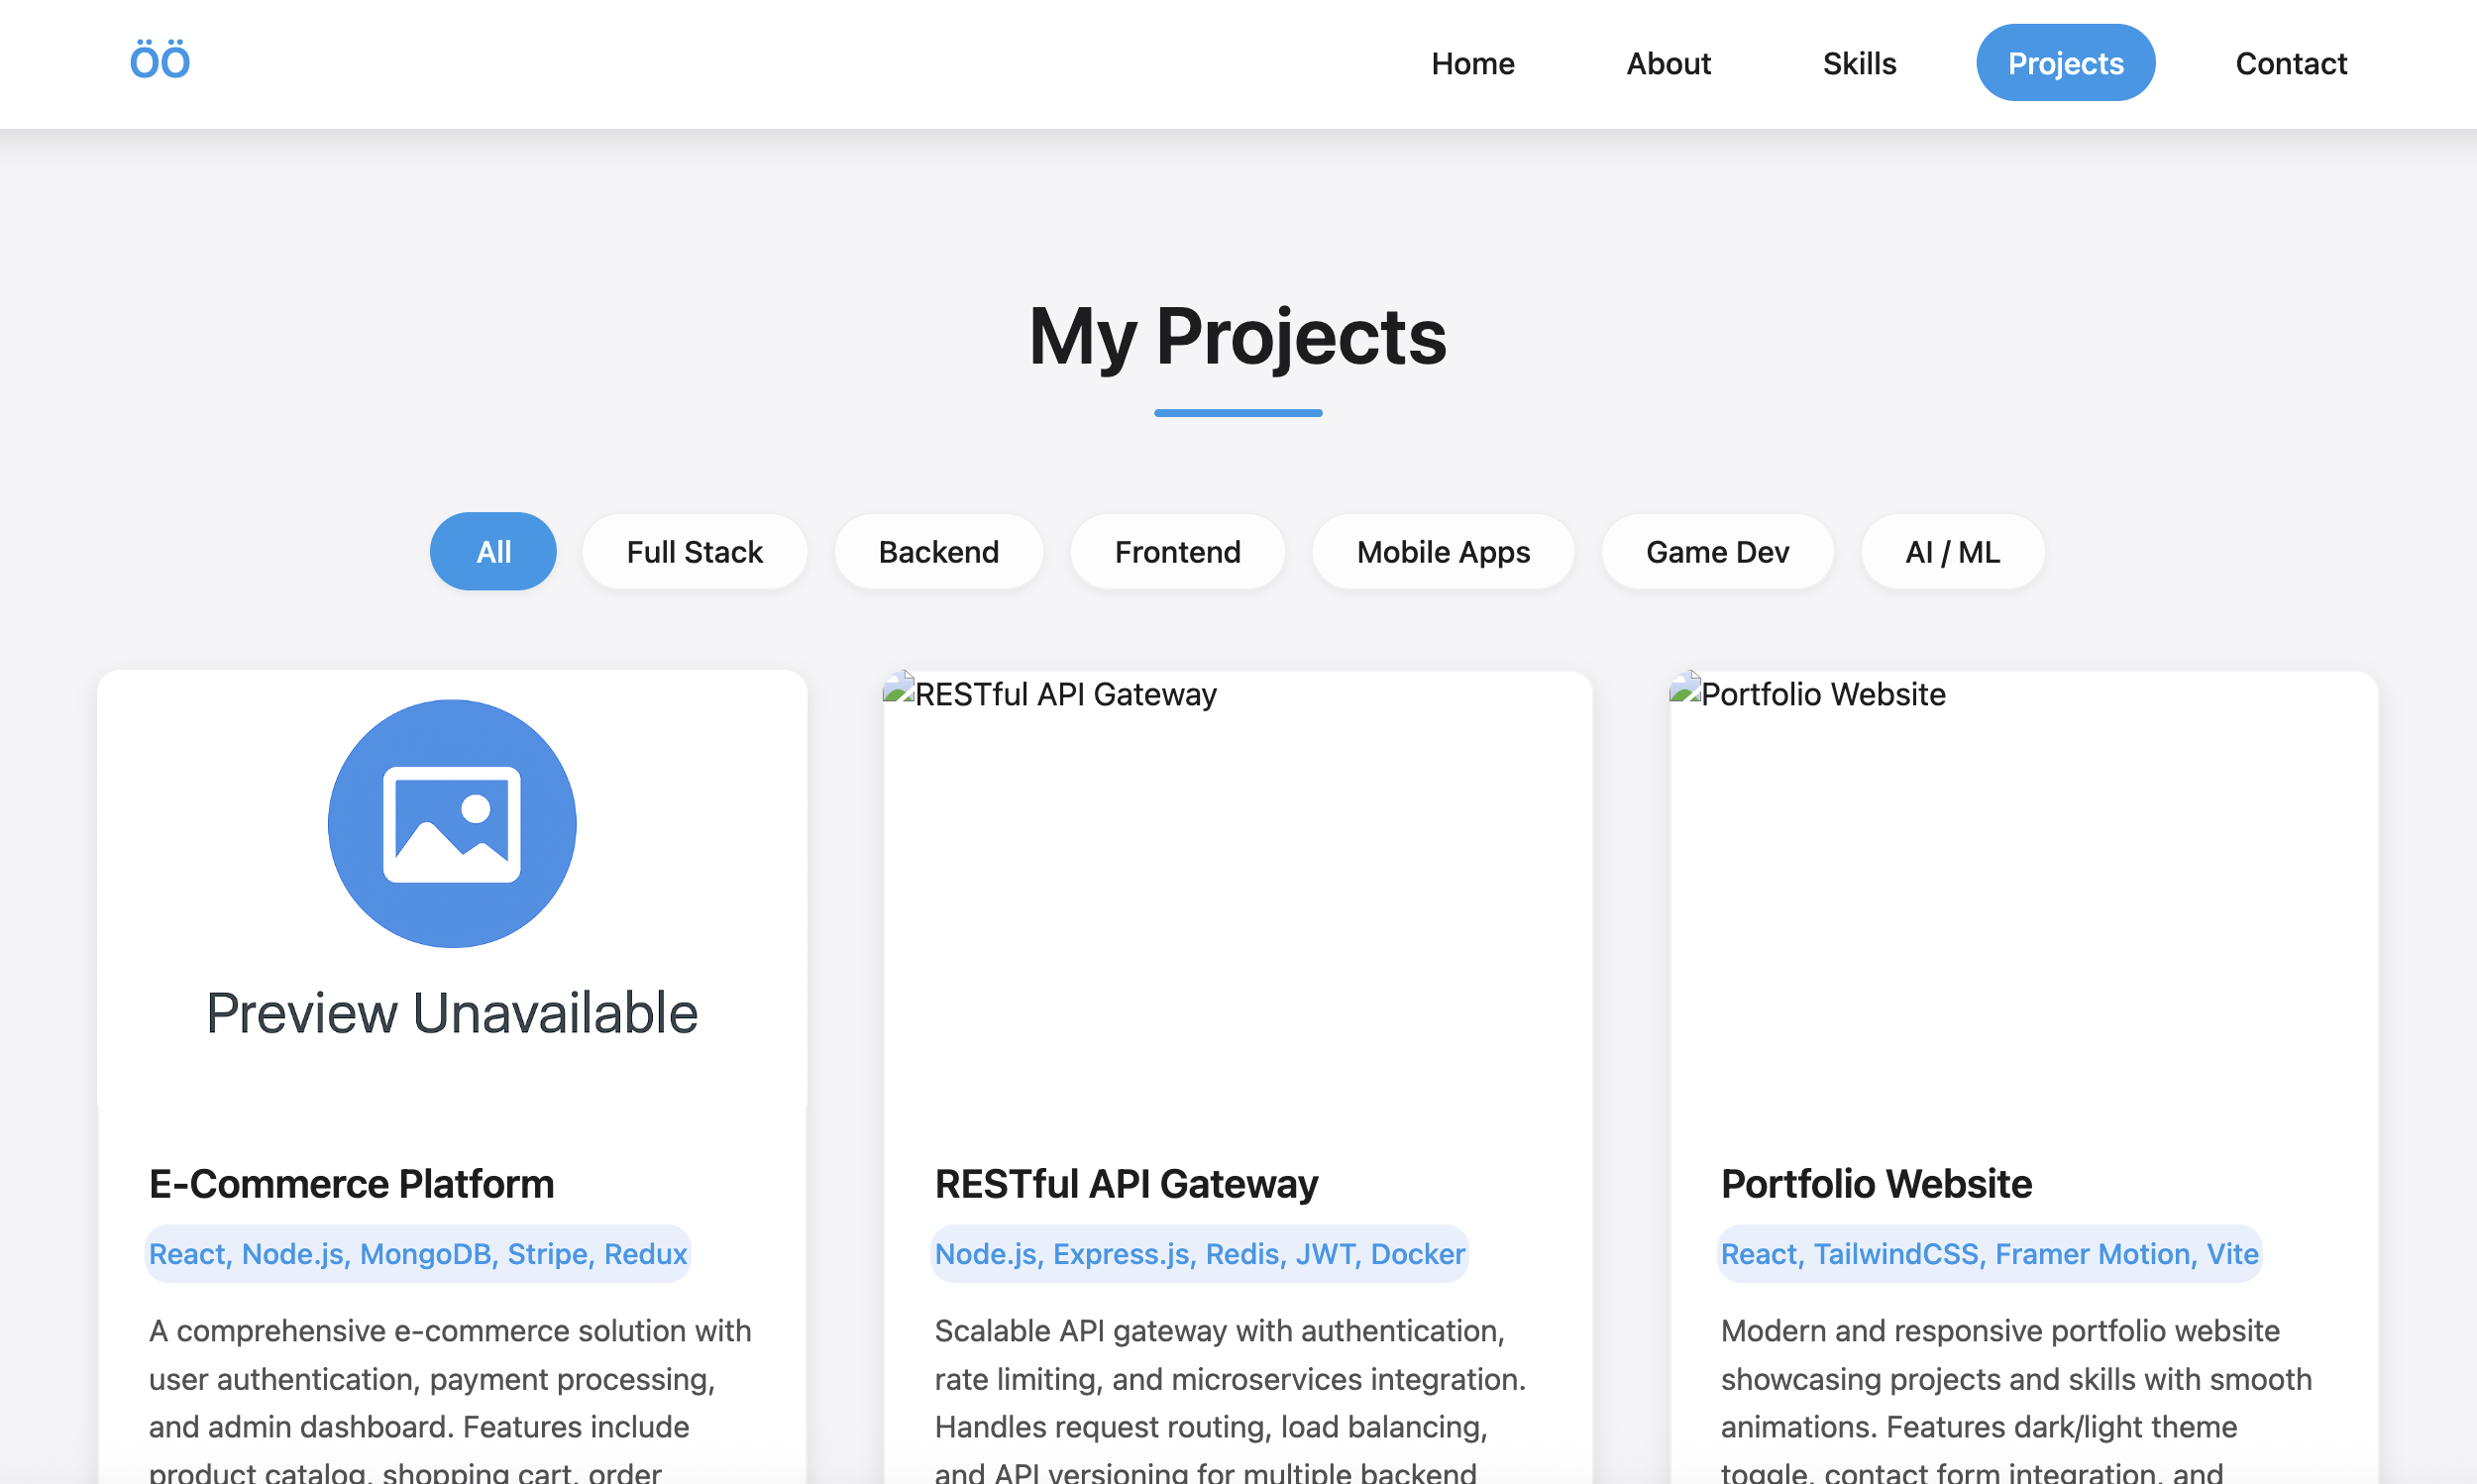 öö
Home About Skills Projects Contact
My Projects
All Full Stack Backend Frontend Mobile Apps Game Dev AI / ML
Preview Unavailable
E-Commerce Platform
React, Node.js, MongoDB, Stripe, Redux
A comprehensive e-commerce solution with
user authentication, payment processing,
and admin dashboard. Features include
product catalog, shopping cart, order
RESTful API Gateway
RESTful API Gateway
Node.js, Express.js, Redis, JWT, Docker
Scalable API gateway with authentication,
rate limiting, and microservices integration.
Handles request routing, load balancing,
and API versioning for multiple backend
Portfolio Website
Portfolio Website
React, TailwindCSS, Framer Motion, Vite
Modern and responsive portfolio website
showcasing projects and skills with smooth
animations. Features dark/light theme
toggle, contact form integration, and